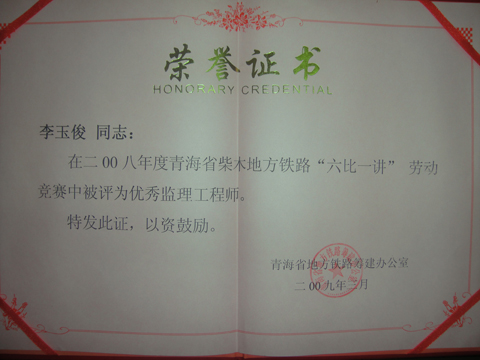 荣誉证书
HONORARY CREDENTIAL
李玉俊 同志：
在二00八年度青海省柴木地方铁路“六比一讲” 劳动
竞赛中被评为优秀监理工程师。
特发此证，以资鼓励。
青海省地方铁路筹建办公室
二00九年三月